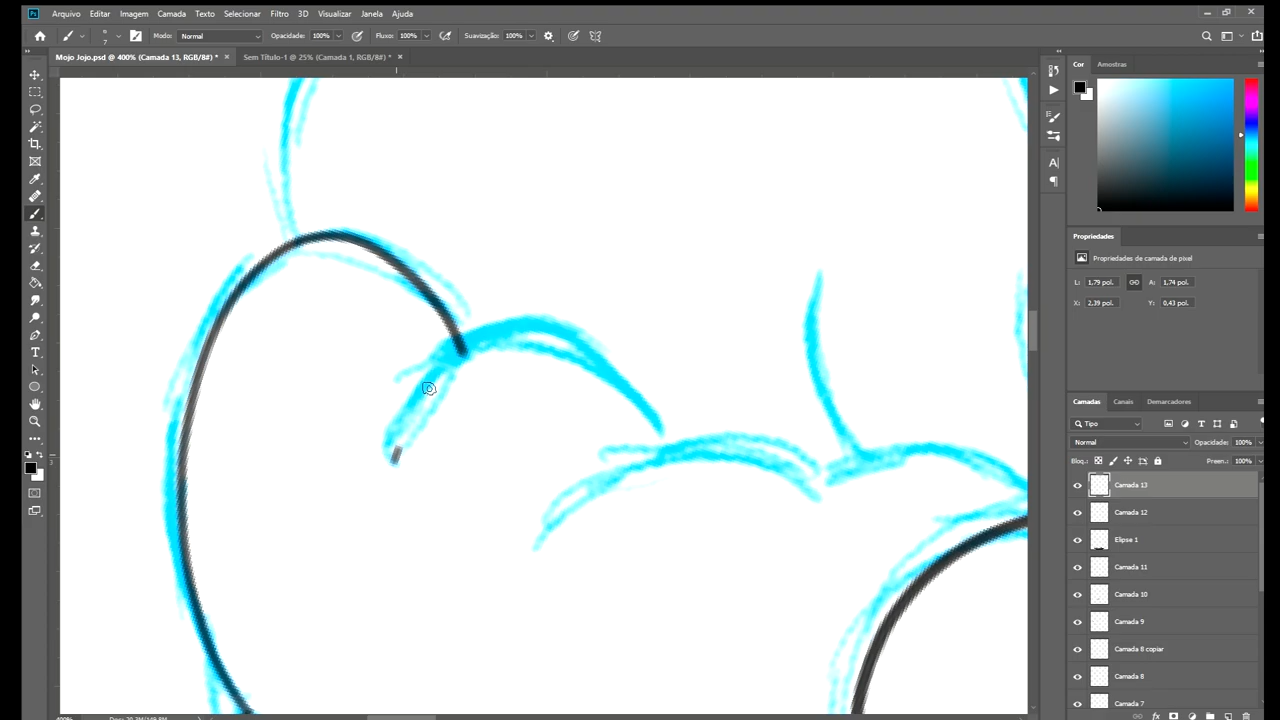 Ps Arquivo Editar Imagem Camada Texto Selecionar Filtro 3D Visualizar Janela Ajuda
7 Modo: Normal Opacidade: 100% Fluxo: 100% Suavização: 100%
Mojo Jojo.psd @ 400% (Camada 13, RGB/8#) * × Sem Título-1 @ 25% (Camada 1, RGB/8#) * ×
Cor Amostras
Propriedades
Propriedades de camada de pixel
L: 1,79 pol. A: 1,74 pol.
X: 2,39 pol. Y: 0,43 pol.
Camadas Canais Demarcadores
Tipo
Normal Opacidade: 100%
Bloq.: Preen.: 100%
Camada 13
Camada 12
Elipse 1
Camada 11
Camada 10
Camada 9
Camada 8 copiar
Camada 8
Camada 7
3
400%